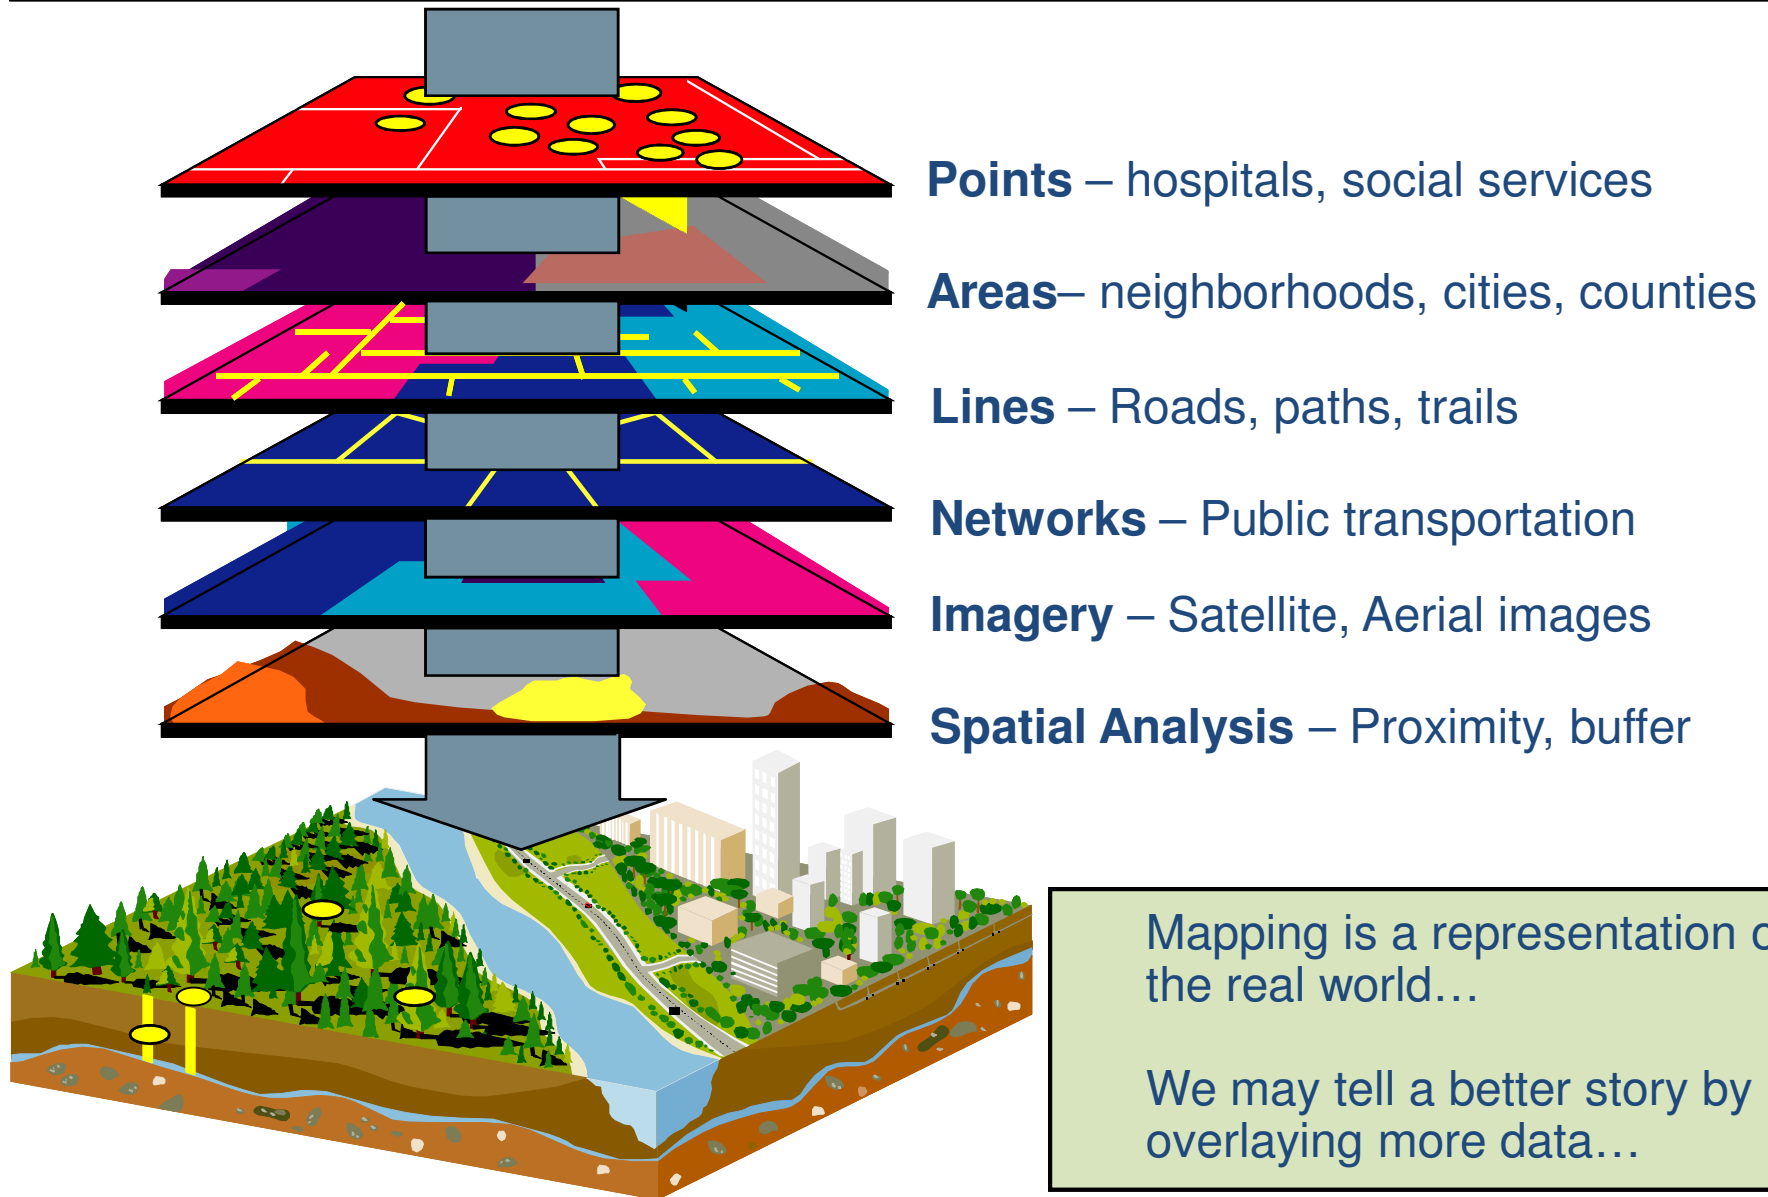 Points – hospitals, social services
Areas– neighborhoods, cities, counties
Lines – Roads, paths, trails
Networks – Public transportation
Imagery – Satellite, Aerial images
Spatial Analysis – Proximity, buffer
Mapping is a representation
the real world…
We may tell a better story by
overlaying more data…